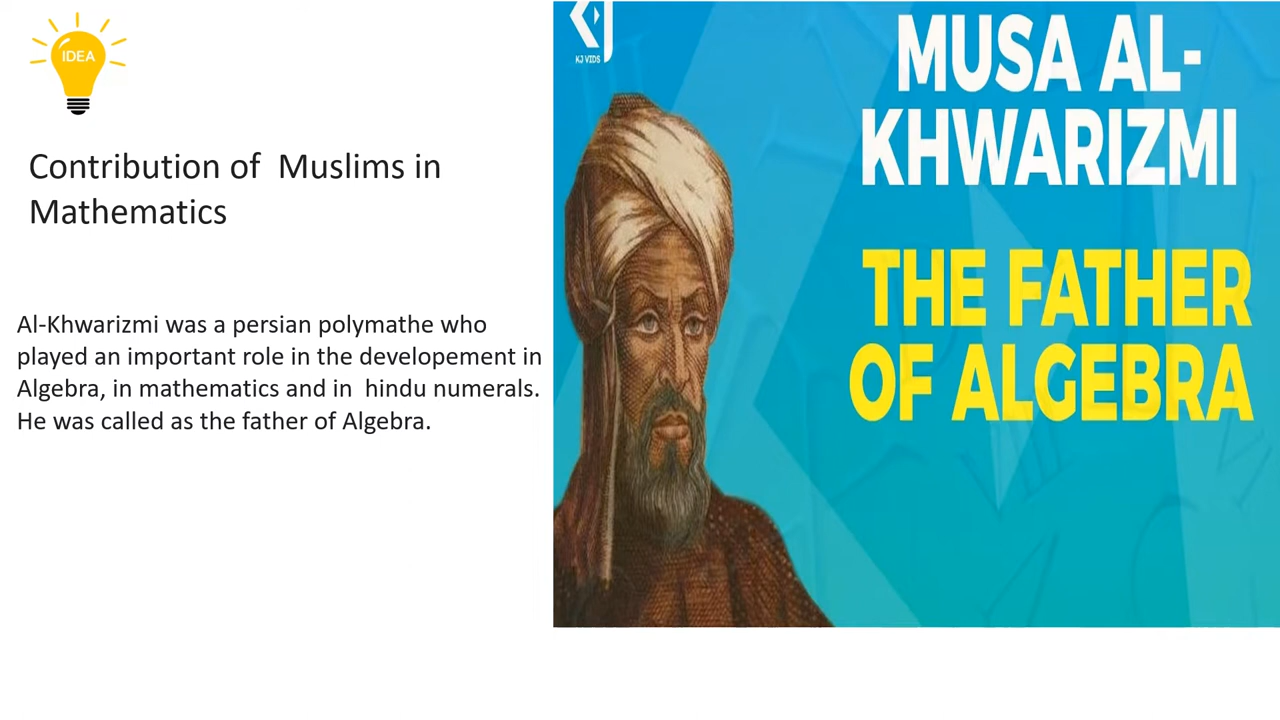 IDEA
Contribution of  Muslims in
Mathematics
Al-Khwarizmi was a persian polymathe who
played an important role in the developement in
Algebra, in mathematics and in  hindu numerals.
He was called as the father of Algebra.
KJ VIDS
MUSA AL-
KHWARIZMI
THE FATHER
OF ALGEBRA